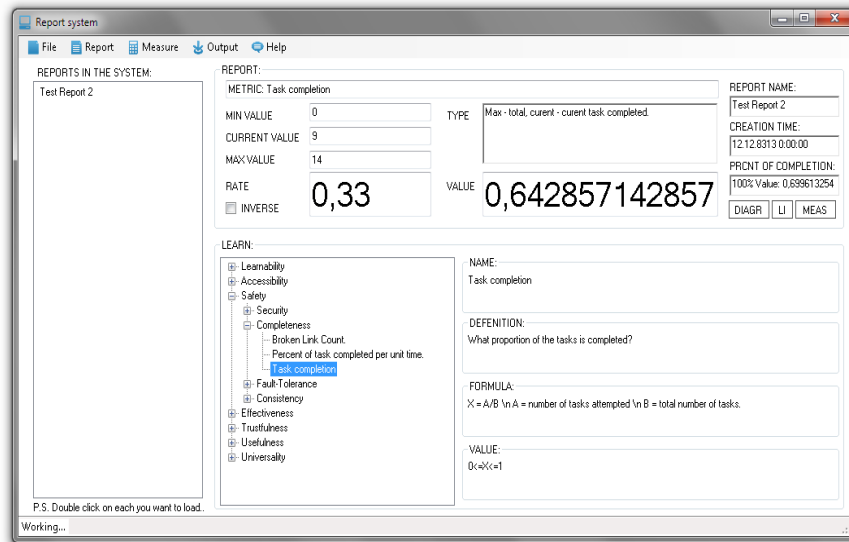 Report system
File Report Measure Output Help
REPORTS IN THE SYSTEM:
Test Report 2
P.S. Double click on each you want to load..
REPORT:
METRIC: Task completion
MIN VALUE 0
CURRENT VALUE 9
MAX VALUE 14
RATE 0,33
INVERSE
TYPE Max - total, curent - curent task completed.
VALUE 0,642857142857
REPORT NAME:
Test Report 2
CREATION TIME:
12.12.8313 0:00:00
PRCNT OF COMPLETION:
100% Value: 0,699613254
DIAGR LI MEAS
LEARN:
Learnability
Accessibility
Safety
Security
Completeness
Broken Link Count.
Percent of task completed per unit time.
Task completion
Fault-Tolerance
Consistency
Effectiveness
Trustfulness
Usefulness
Universality
NAME:
Task completion
DEFENITION:
What proportion of the tasks is completed?
FORMULA:
X = A/B \n A = number of tasks attempted \n B = total number of tasks.
VALUE:
0<=X<=1
Working...